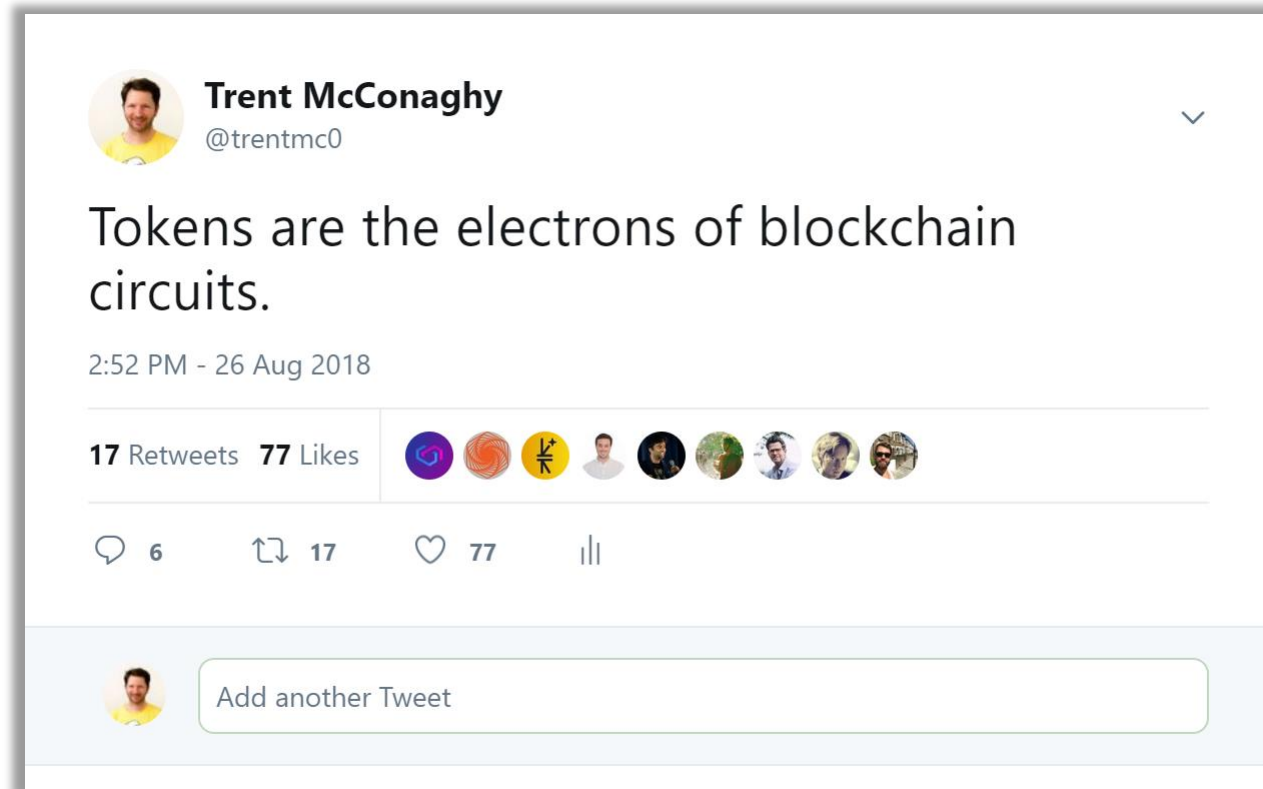 Trent McConaghy
@trentmc0
Tokens are the electrons of blockchain
circuits.
2:52 PM - 26 Aug 2018
17 Retweets 77 Likes
6 17 77
Add another Tweet